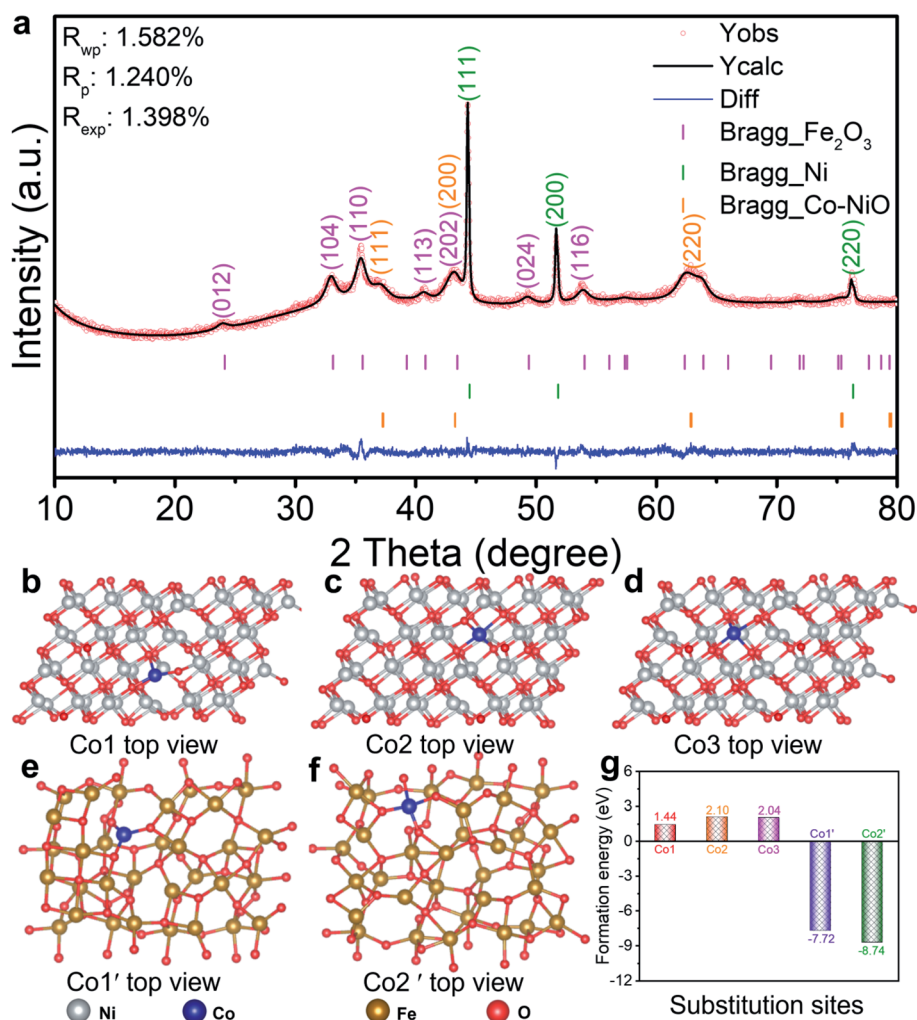 a
R_wp: 1.582%
R_p: 1.240%
R_exp: 1.398%
Yobs
Ycalc
Diff
Bragg_Fe₂O₃
Bragg_Ni
Bragg_Co-NiO
(012)
(104)
(110)
(111)
(113)
(202)
(200)
(111)
(024)
(200)
(116)
(220)
(220)
Intensity (a.u.)
10 20 30 40 50 60 70 80
2 Theta (degree)
b
c
d
Co1 top view
Co2 top view
Co3 top view
e
f
g
Co1′ top view
Co2 ′ top view
Formation energy (eV)
6
3
0
-3
-6
-9
-12
1.44
2.10
2.04
Co1'
Co2'
Co1
Co2
Co3
-7.72
-8.74
Substitution sites
Ni
Co
Fe
O